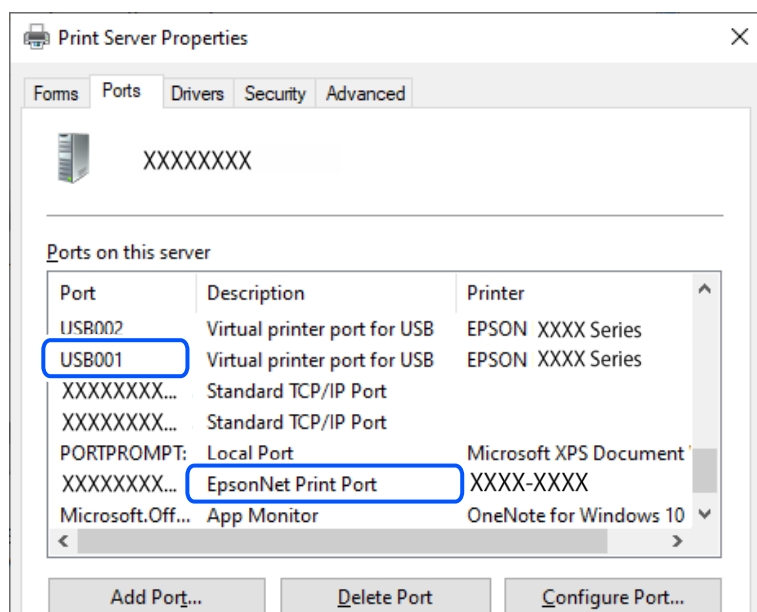 Print Server Properties
Forms Ports Drivers Security Advanced
XXXXXXXX
Ports on this server
Port Description Printer
USB002 Virtual printer port for USB EPSON XXXX Series
USB001 Virtual printer port for USB EPSON XXXX Series
XXXXXXXX... Standard TCP/IP Port
XXXXXXXX... Standard TCP/IP Port
PORTPROMPT: Local Port Microsoft XPS Document
XXXXXXXX... EpsonNet Print Port XXXX-XXXX
Microsoft.Off... App Monitor OneNote for Windows 10
Add Port... Delete Port Configure Port...